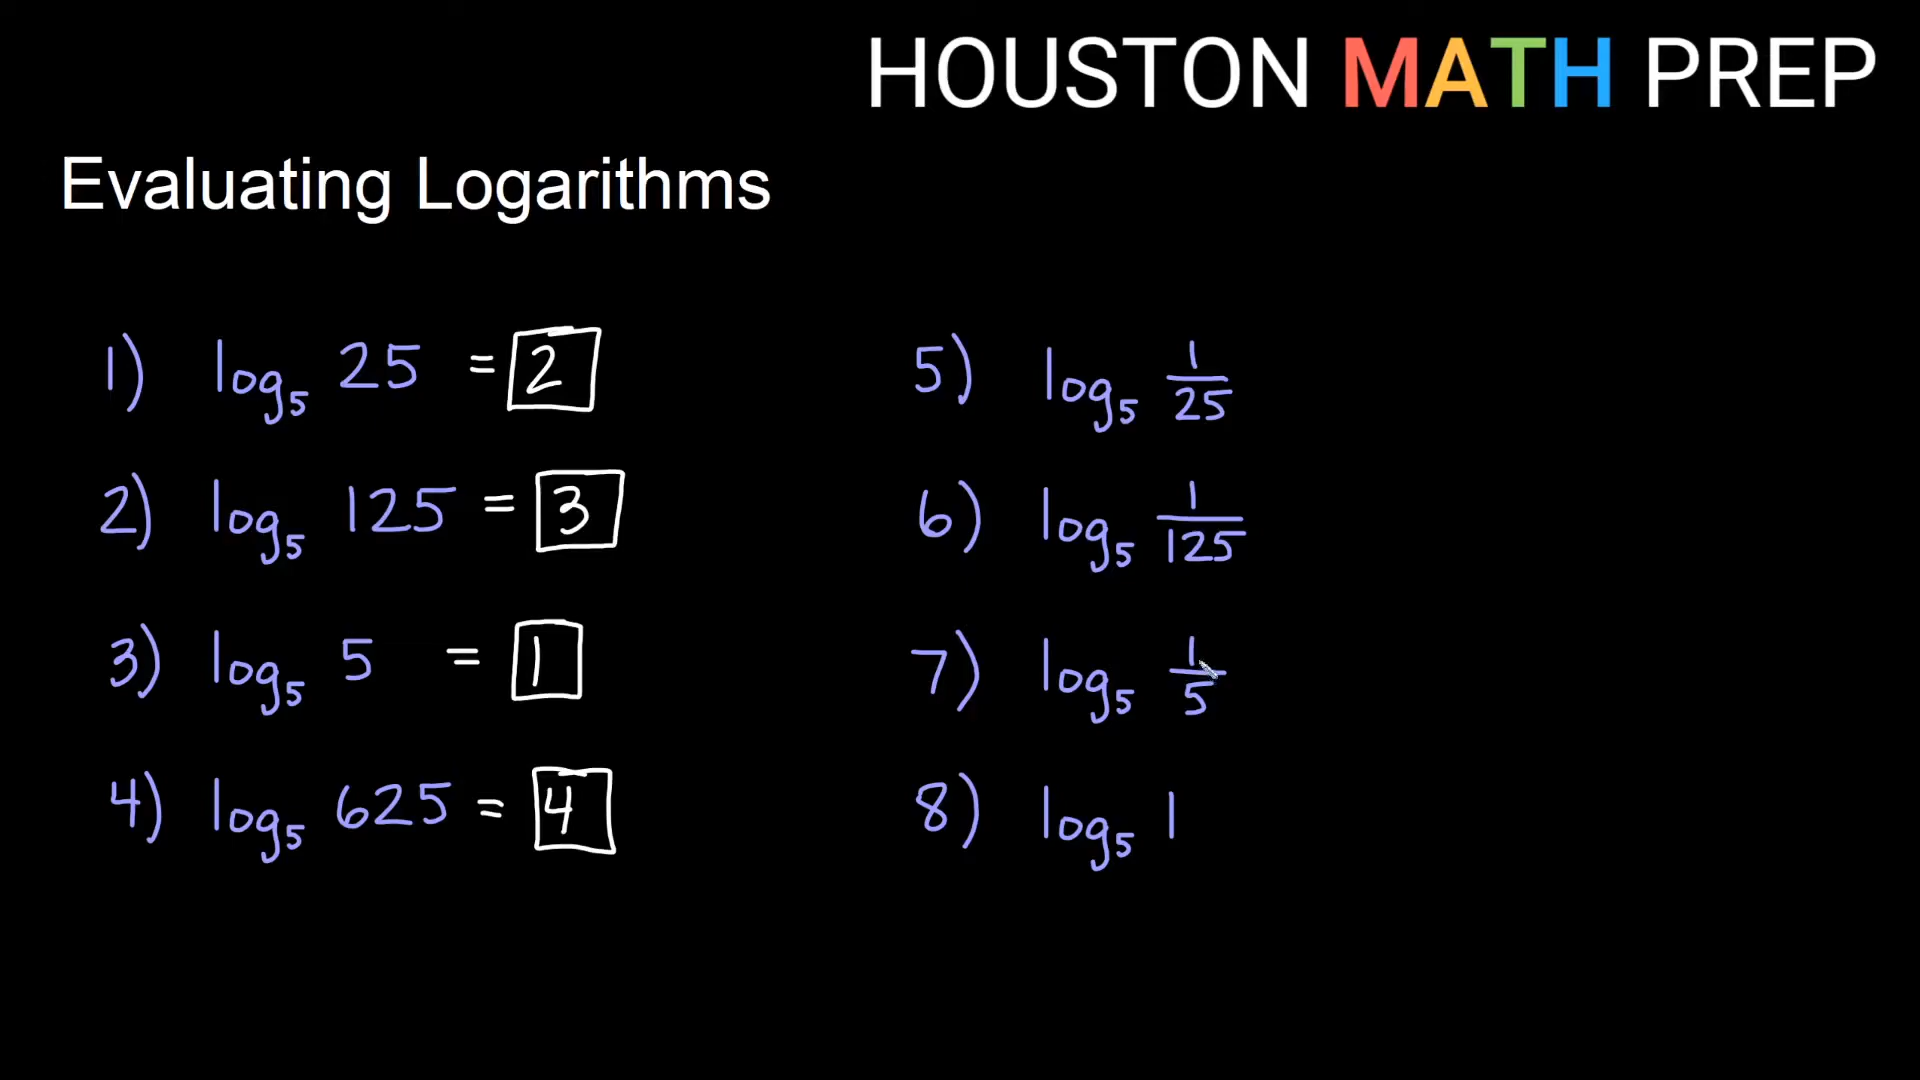 HOUSTON MATH PREP
Evaluating Logarithms
1) log₅ 25 = 2
2) log₅ 125 = 3
3) log₅ 5 = 1
4) log₅ 625 = 4
5) log₅ 1/25
6) log₅ 1/125
7) log₅ 1/5
8) log₅ 1